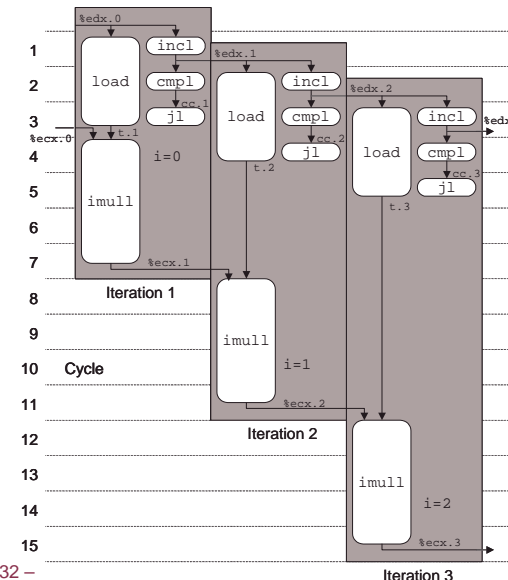 %edx.0
1
incl
%edx.1
load
2
cmpl
incl
cc.1
load
%edx.2
3
jl
cmpl
incl
%edx
%ecx.0
t.1
cc.2
load
4
i=0
jl
cmpl
imull
t.2
cc.3
5
jl
t.3
6
7
%ecx.1
8
Iteration 1
9
imull
10
Cycle
i=1
11
%ecx.2
12
Iteration 2
13
imull
14
i=2
15
%ecx.3
32 –
Iteration 3